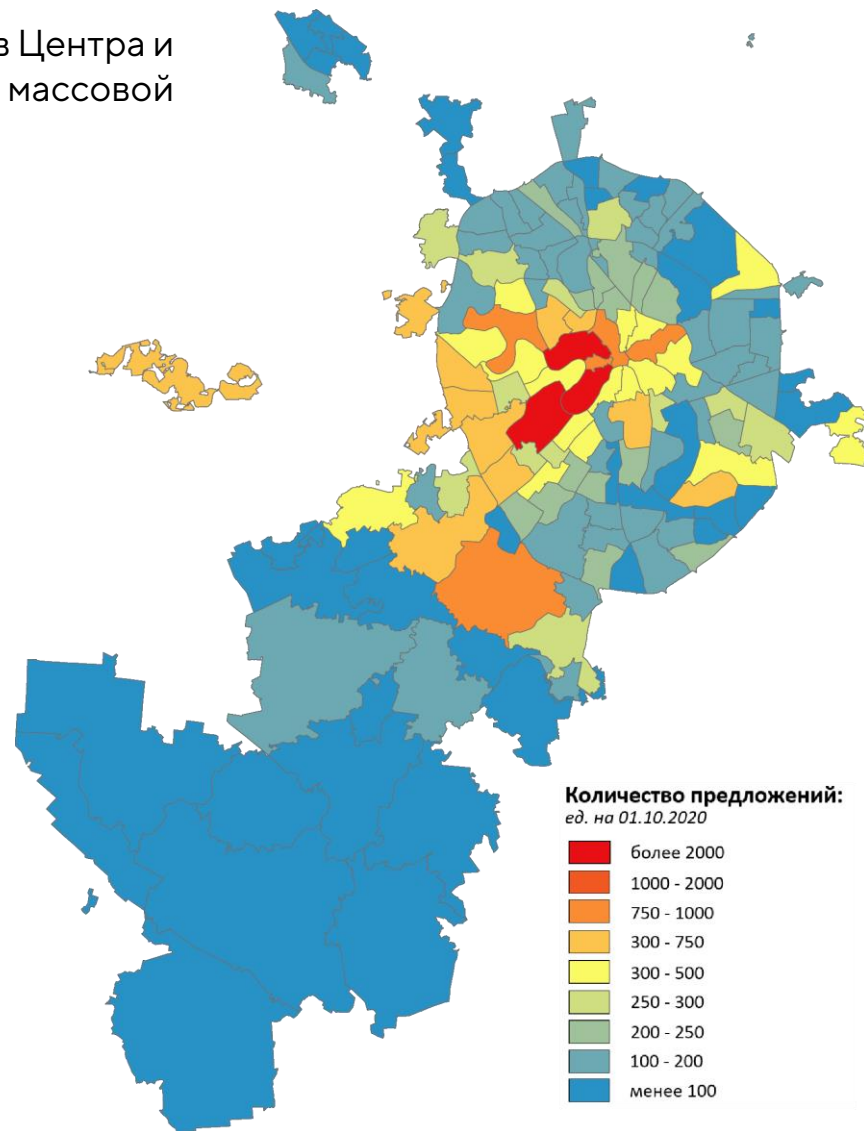 в Центра и
массовой
Количество предложений:
ед. на 01.10.2020
более 2000
1000 - 2000
750 - 1000
300 - 750
300 - 500
250 - 300
200 - 250
100 - 200
менее 100